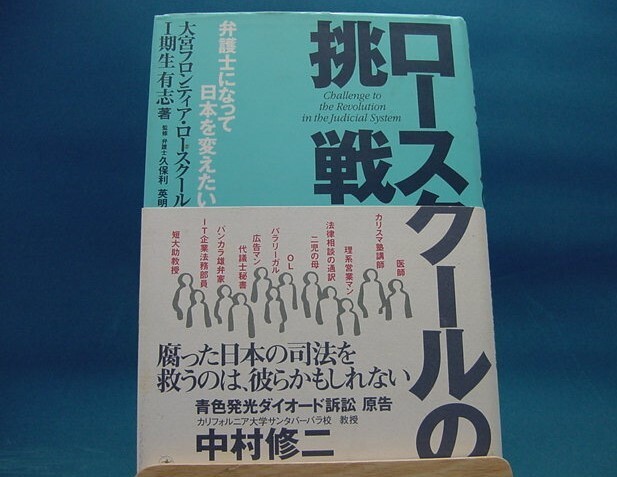 ロースクールの
挑戦
Challenge to
the Revolution
in the Judicial System
弁護士になって
日本を変えたい
大宮フロンティア・ロースクール
I期生有志 著
監修 弁護士 久保利 英明
医師
カリスマ塾講師
理系営業マン
二児の母
法律相談の通訳
OL
パラリーガル
広告マン
代議士秘書
バンカラ雄弁家
IT企業法務部員
短大助教授
腐った日本の司法を
救うのは、彼らかもしれない
青色発光ダイオード訴訟 原告
カリフォルニア大学サンタバーバラ校 教授
中村修二